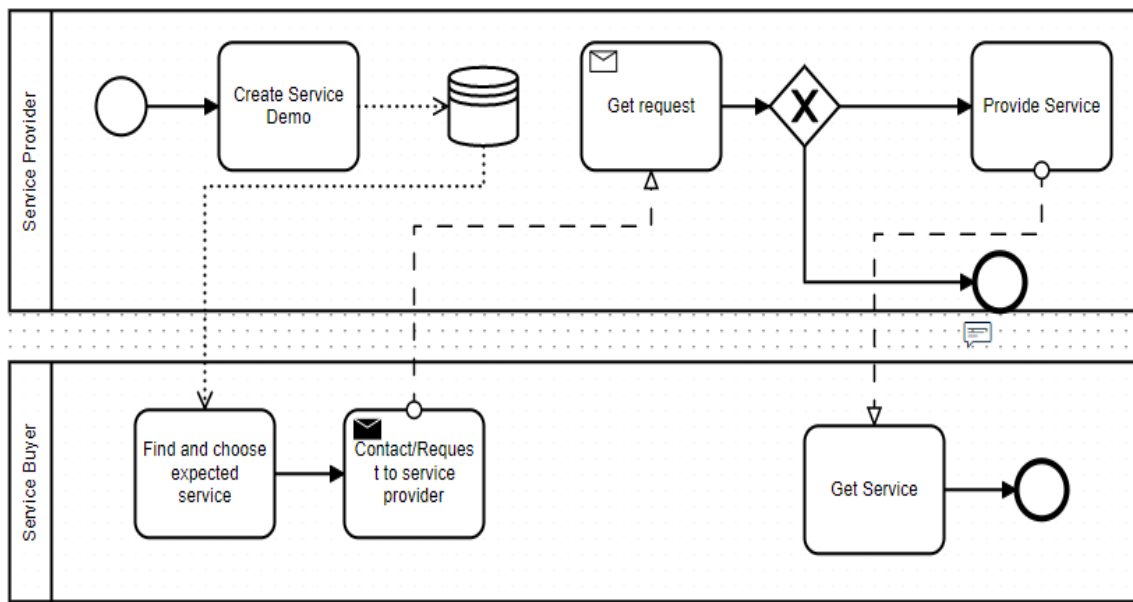 Service Provider
Create Service
Demo
Get request
X
Provide Service
Service Buyer
Find and choose
expected
service
Contact/Reques
t to service
provider
Get Service